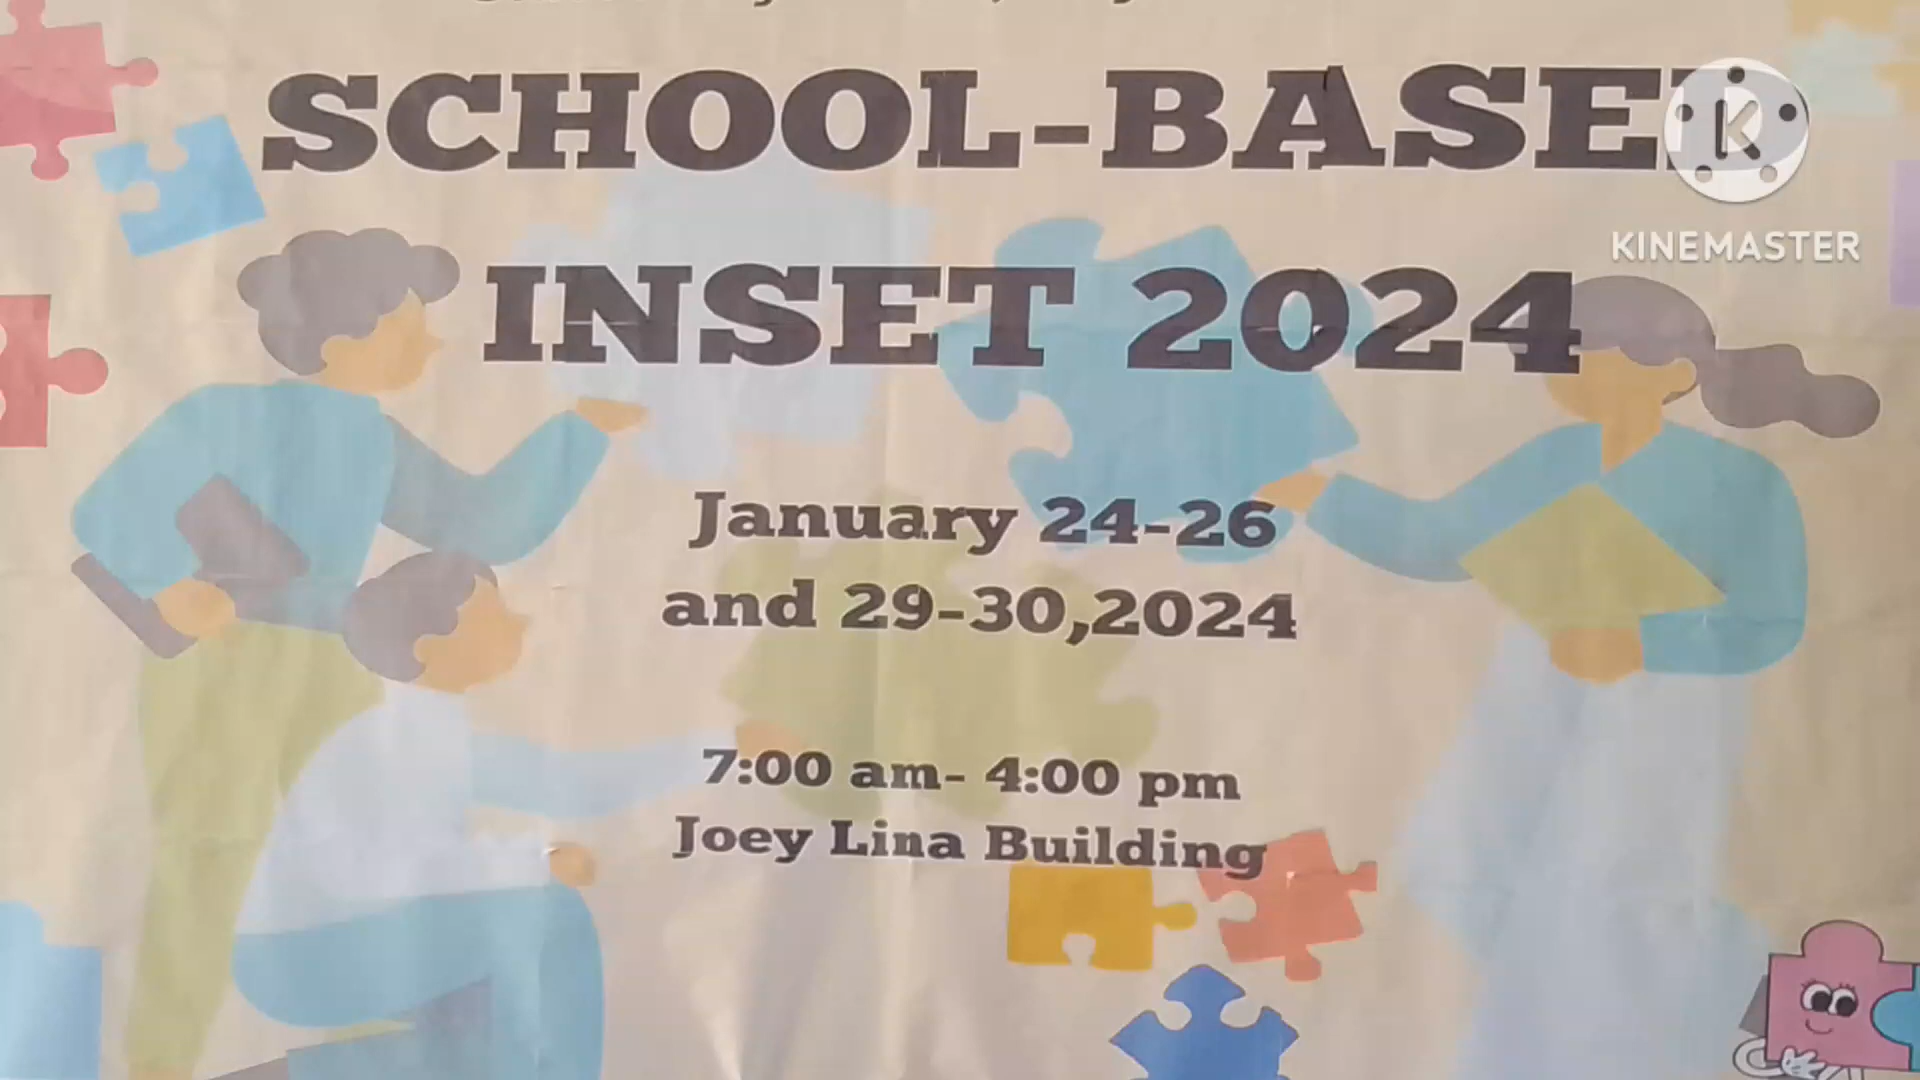 SCHOOL-BASE
INSET 2024
January 24-26
and 29-30,2024
7:00 am- 4:00 pm
Joey Lina Building
K
KINEMASTER